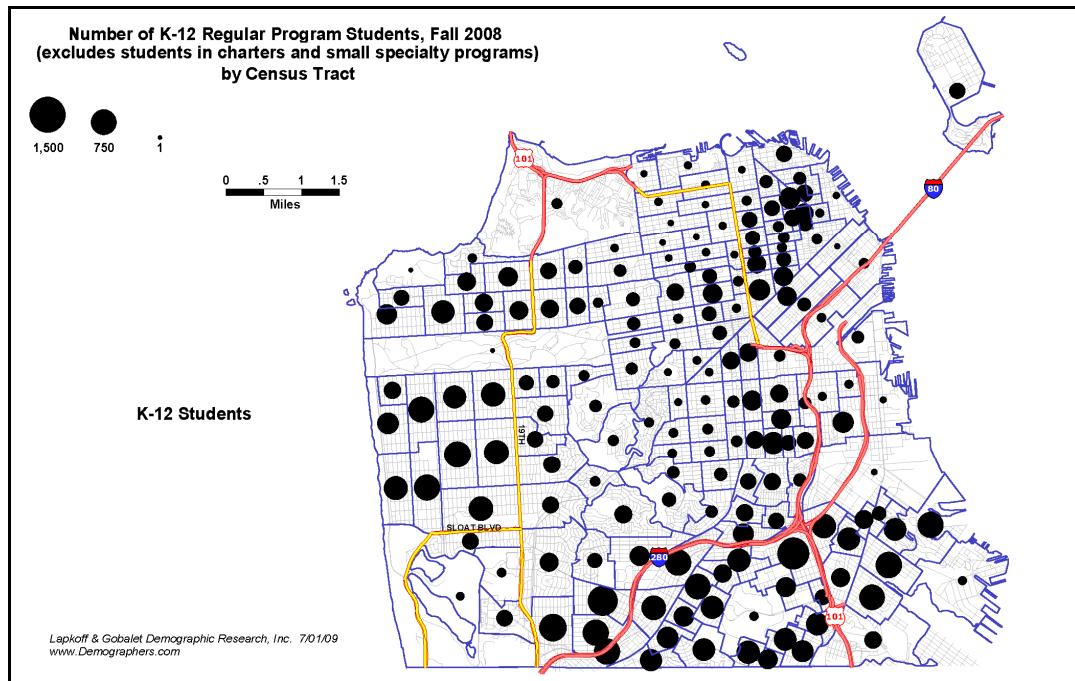 Number of K-12 Regular Program Students, Fall 2008
(excludes students in charters and small specialty programs)
by Census Tract
1,500 750 1
0 .5 1 1.5
Miles
101
80
K-12 Students
19TH
SLOAT BLVD
280
101
Lapkoff & Gobalet Demographic Research, Inc. 7/01/09
www.Demographers.com